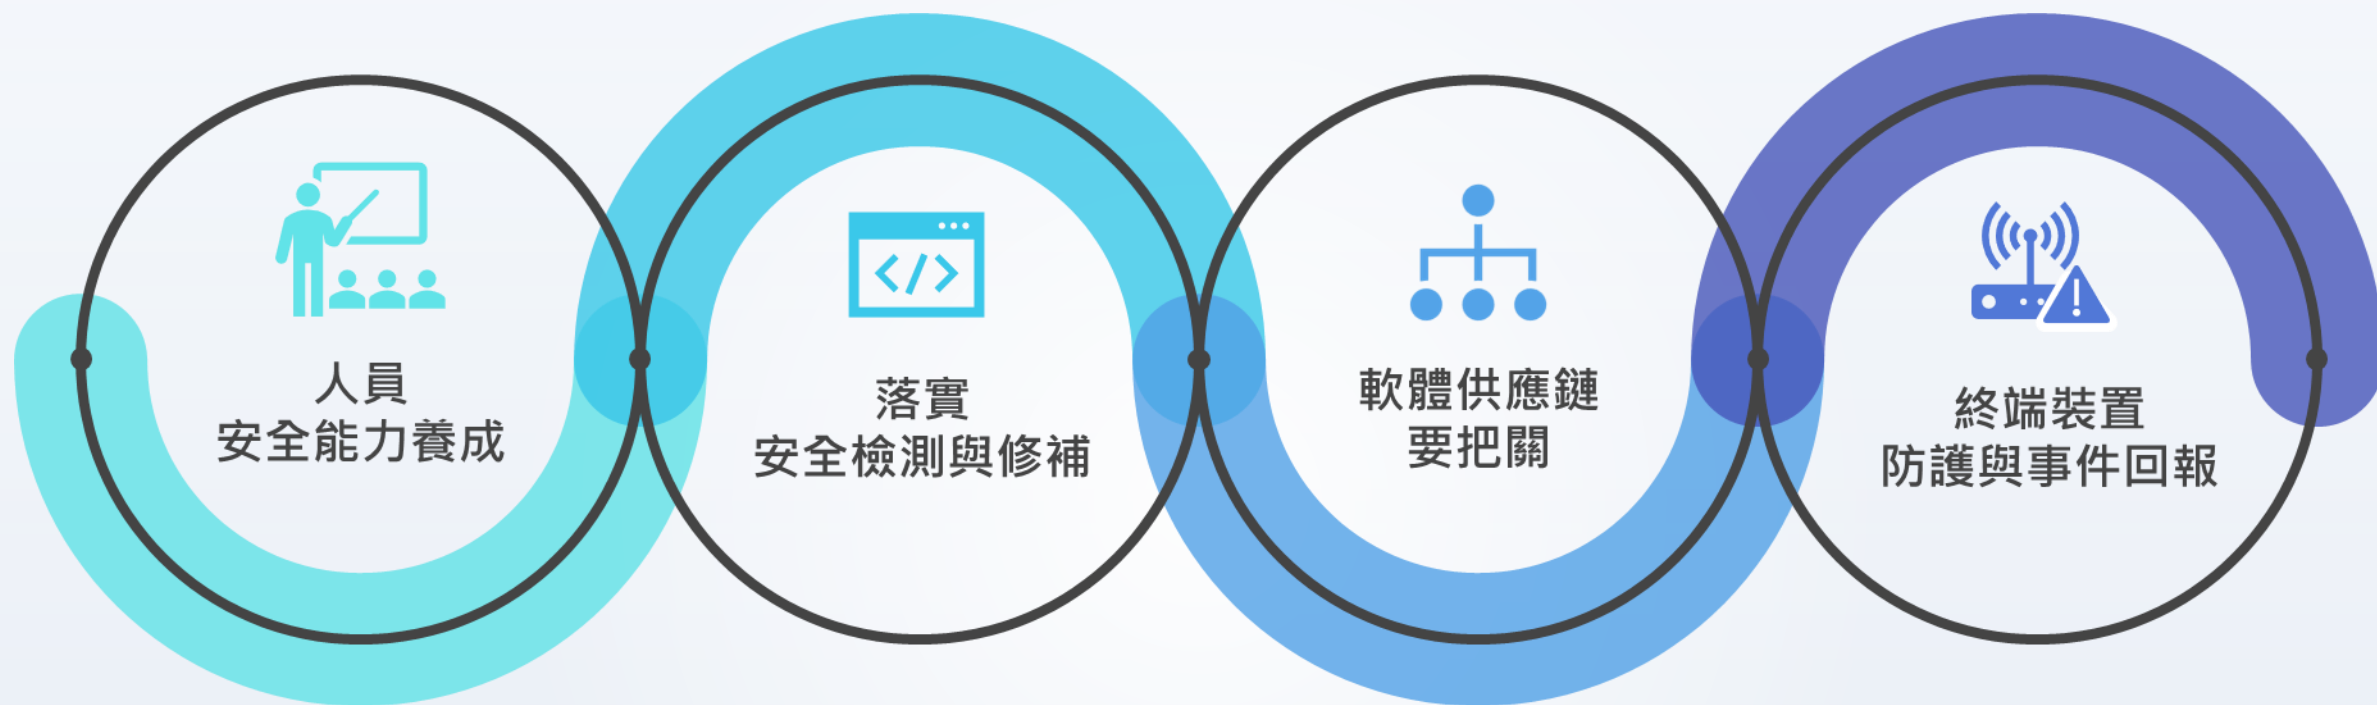 人員
安全能力養成
落實
安全檢測與修補
軟體供應鏈
要把關
終端裝置
防護與事件回報